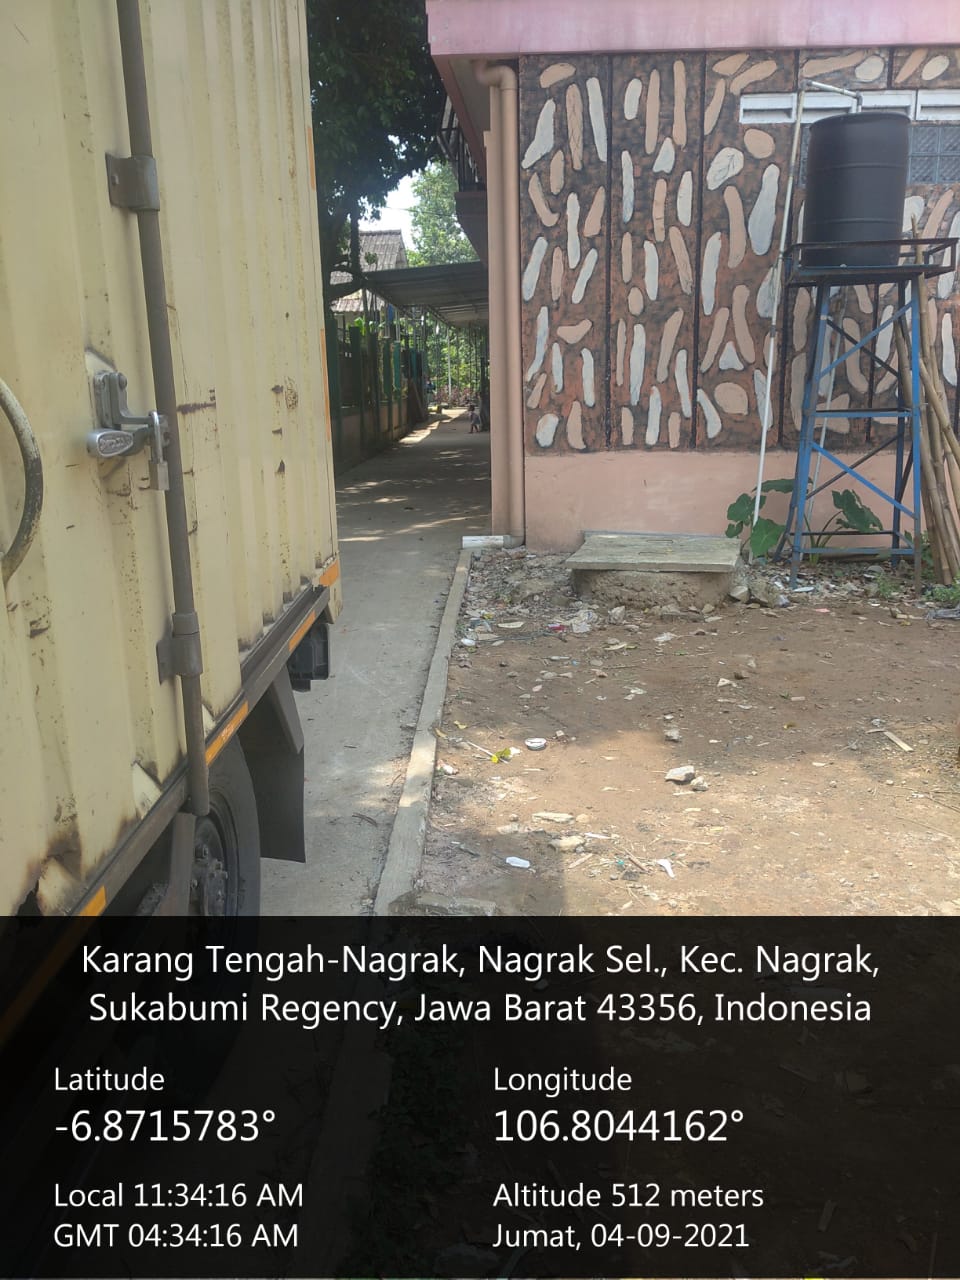 Karang Tengah-Nagrak, Nagrak Sel., Kec. Nagrak,
Sukabumi Regency, Jawa Barat 43356, Indonesia
Latitude
-6.8715783°
Longitude
106.8044162°
Local 11:34:16 AM
GMT 04:34:16 AM
Altitude 512 meters
Jumat, 04-09-2021